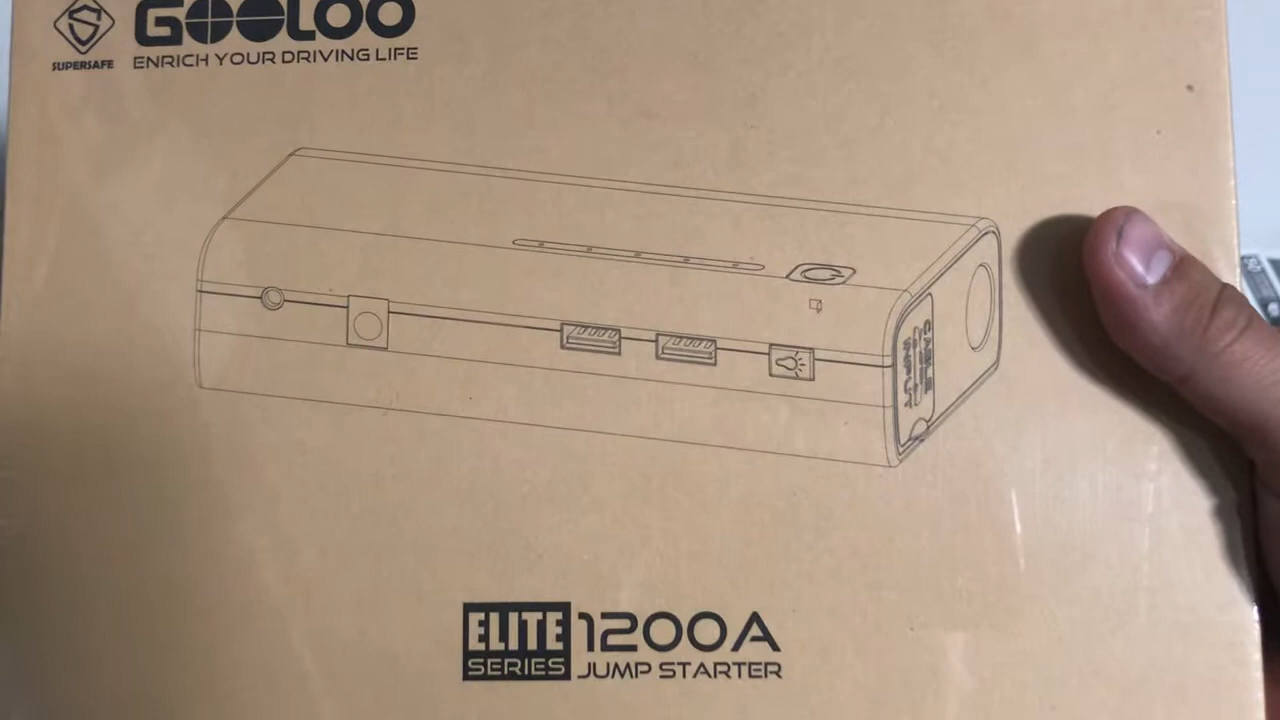 GOOLOO
SUPERSAFE
ENRICH YOUR DRIVING LIFE
CABLE
INPUT
ELITE
SERIES
1200A
JUMP STARTER